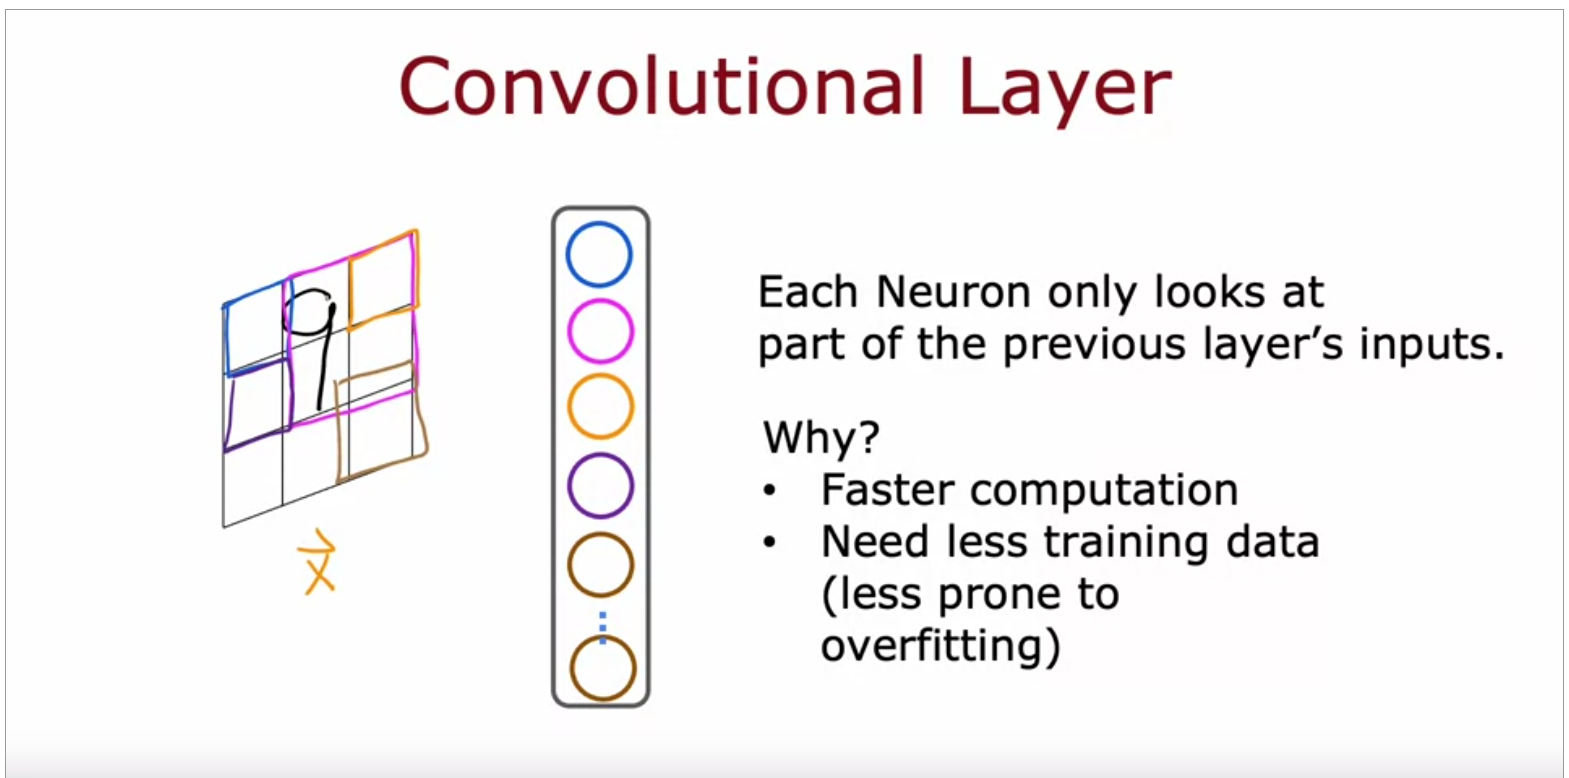 Convolutional Layer
9
Each Neuron only looks at
part of the previous layer’s inputs.
Why?
• Faster computation
• Need less training data
(less prone to
overfitting)